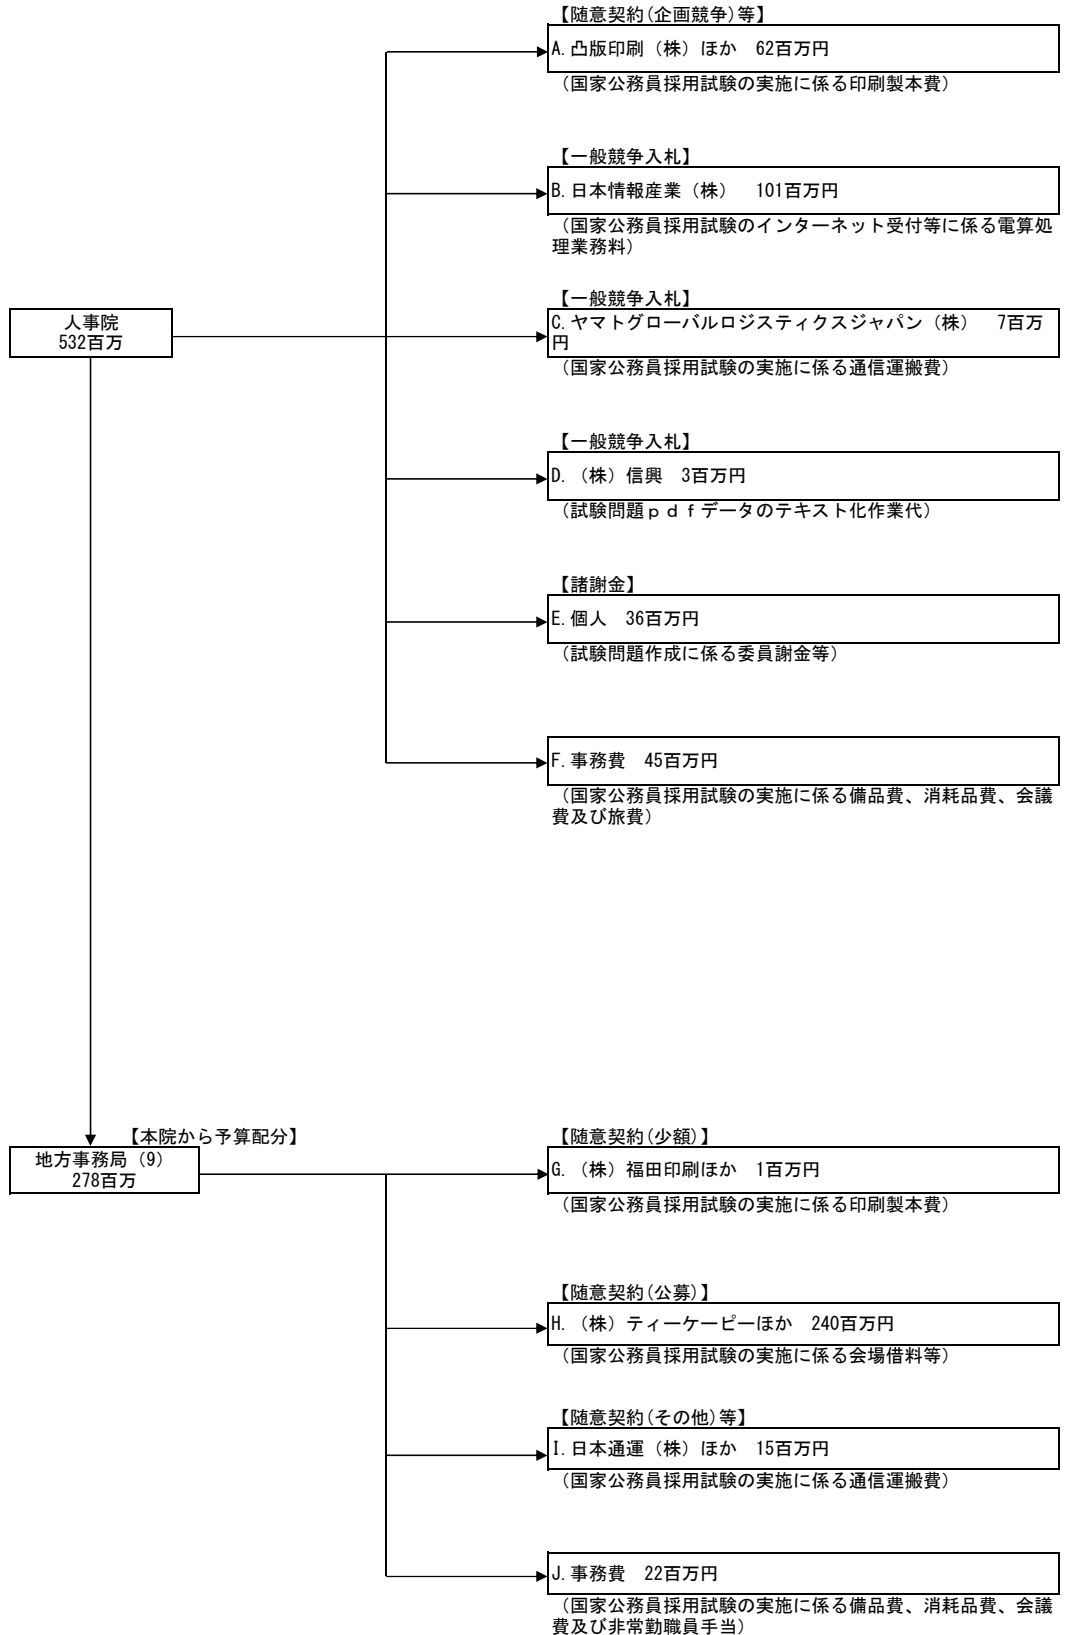 【随意契約(企画競争)等】
A.凸版印刷（株）ほか　62百万円
（国家公務員採用試験の実施に係る印刷製本費）
【一般競争入札】
B.日本情報産業（株）　101百万円
（国家公務員採用試験のインターネット受付等に係る電算処
理業務料）
【一般競争入札】
C.ヤマトグローバルロジスティクスジャパン（株）　7百万
円
（国家公務員採用試験の実施に係る通信運搬費）
人事院
532百万
【一般競争入札】
D.（株）信興　3百万円
（試験問題ｐｄｆデータのテキスト化作業代）
【諸謝金】
E.個人　36百万円
（試験問題作成に係る委員謝金等）
F.事務費　45百万円
（国家公務員採用試験の実施に係る備品費、消耗品費、会議
費及び旅費）
【本院から予算配分】
地方事務局（9）
278百万
【随意契約(少額)】
G.（株）福田印刷ほか　1百万円
（国家公務員採用試験の実施に係る印刷製本費）
【随意契約(公募)】
H.（株）ティーケーピーほか　240百万円
（国家公務員採用試験の実施に係る会場借料等）
【随意契約(その他)等】
I.日本通運（株）ほか　15百万円
（国家公務員採用試験の実施に係る通信運搬費）
J.事務費　22百万円
（国家公務員採用試験の実施に係る備品費、消耗品費、会議
費及び非常勤職員手当）